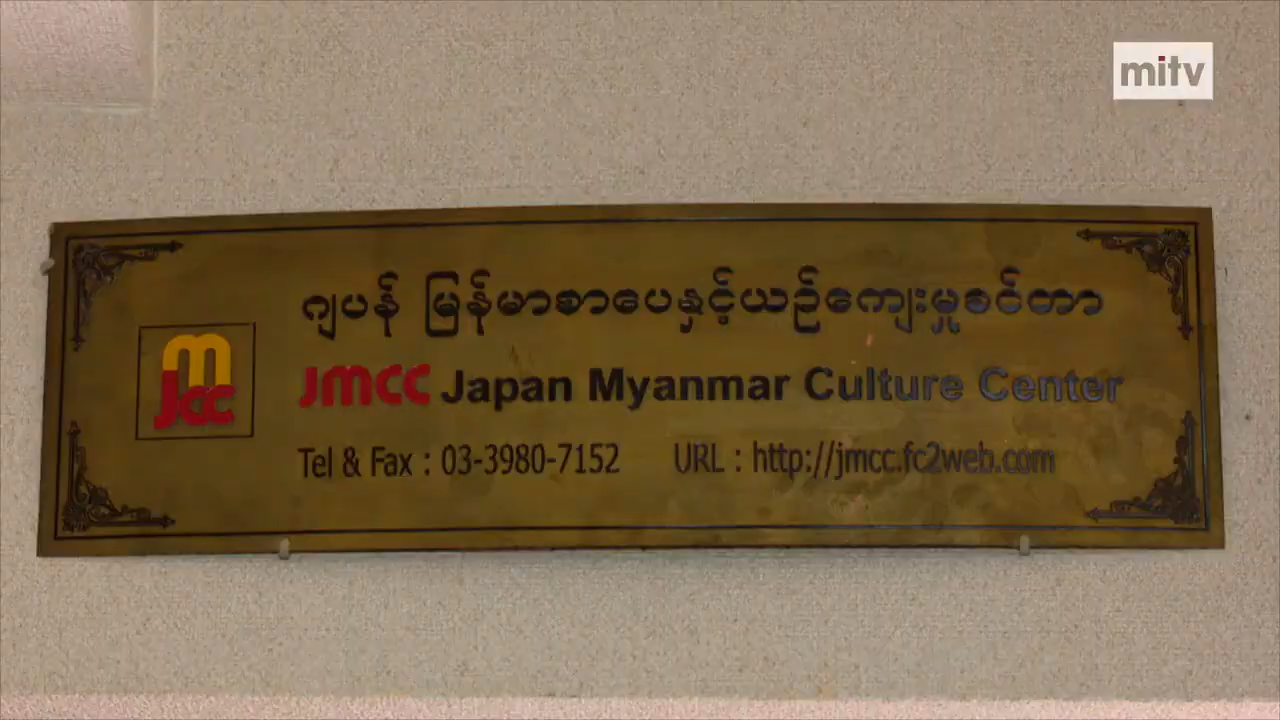 mitv
ဂျပန် မြန်မာစာပေနှင့်ယဉ်ကျေးမှုခင်တာ
m
Jcc
JMCC Japan Myanmar Culture Center
Tel & Fax : 03-3980-7152 URL : http://jmcc.fc2web.com